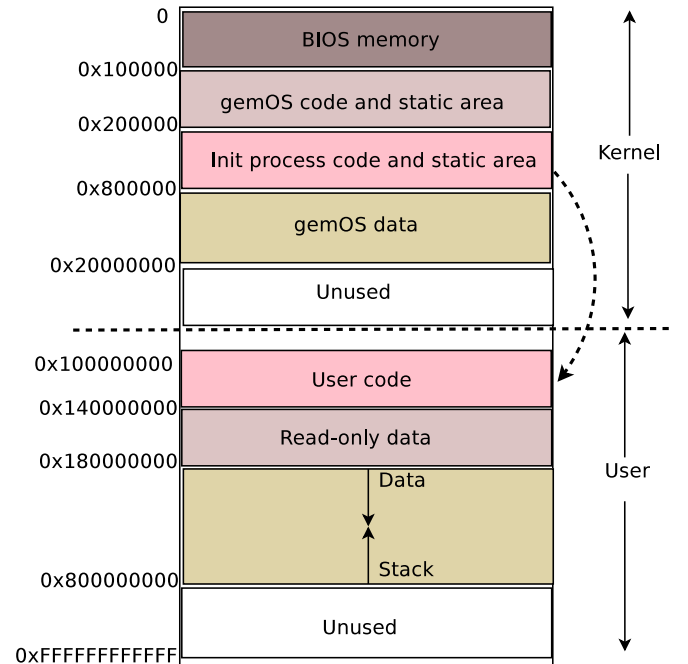 0
BIOS memory
0x100000
gemOS code and static area
0x200000
Init process code and static area
Kernel
0x800000
gemOS data
0x20000000
Unused
0x100000000
User code
0x140000000
Read-only data
0x180000000
Data
User
Stack
0x800000000
Unused
0xFFFFFFFFFFFF